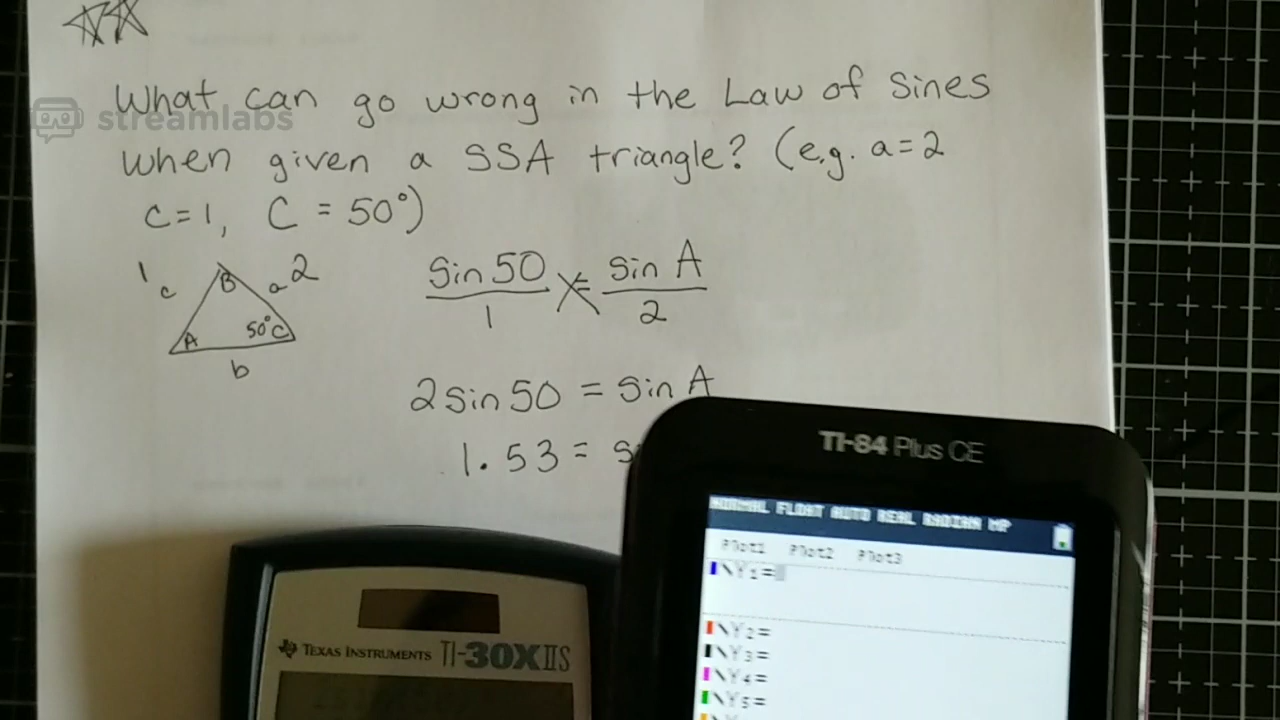 What can go wrong in the Law of Sines
streamlabs
when given a SSA triangle? (e.g. a=2
c=1, C = 50°)
1 c B a 2
A 50° C
b
sin 50 / 1 = sin A / 2
2 sin 50 = sin A
1.53 = s
TI-84 Plus CE
NORMAL FLOAT AUTO REAL RADIAN MP
Plot1 Plot2 Plot3
\Y1=
\Y2=
\Y3=
\Y4=
\Y5=
TEXAS INSTRUMENTS TI-30X IIS